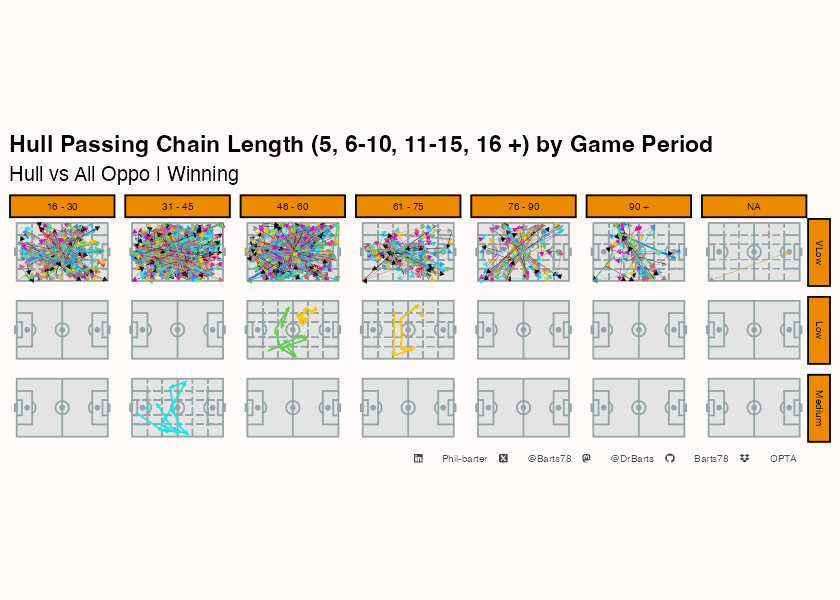 Hull Passing Chain Length (5, 6-10, 11-15, 16 +) by Game Period
Hull vs All Oppo I Winning
16 - 30 31 - 45 46 - 60 61 - 75 76 - 90 90 + NA
VLow
Low
Medium
Phil-barter @Barts78 @DrBarts Barts78 OPTA